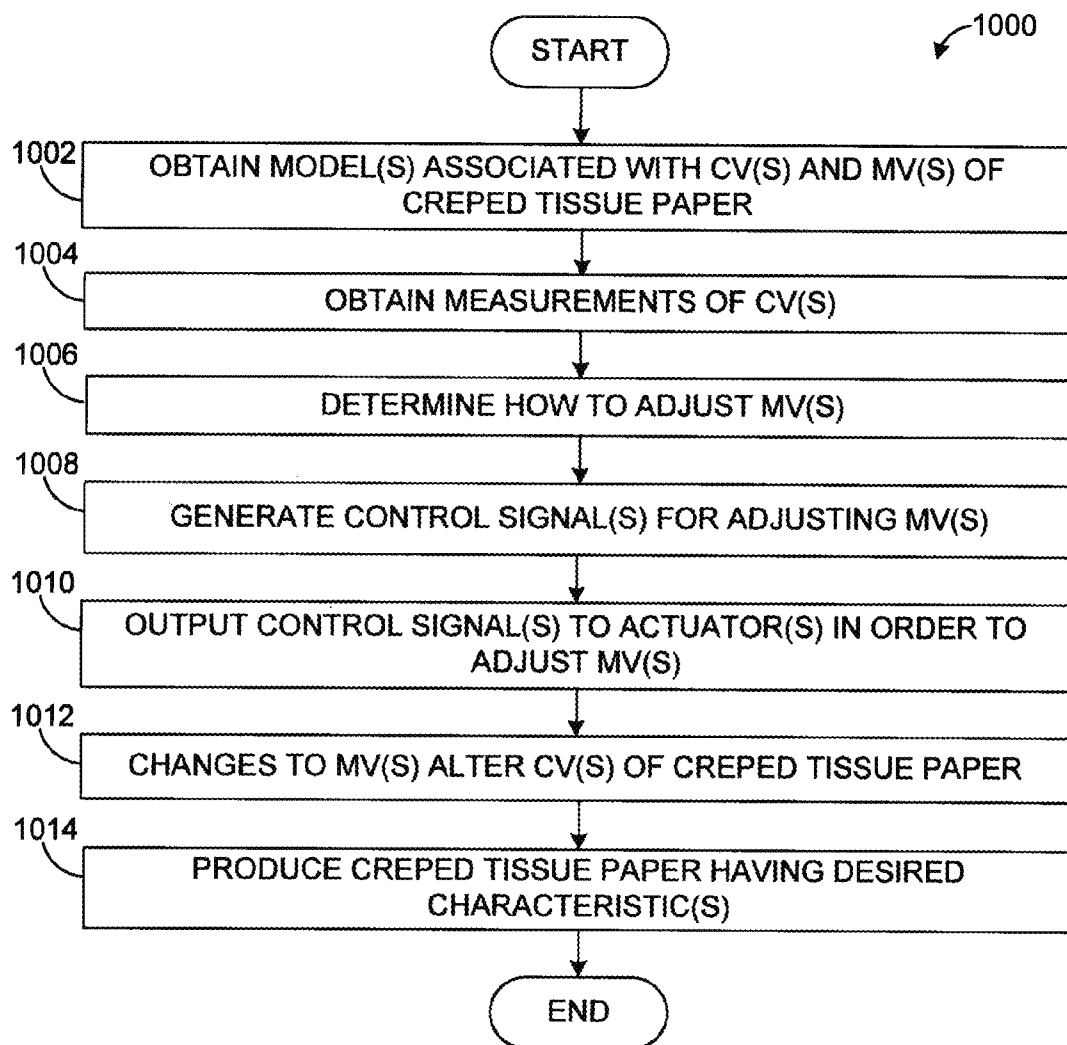 1000
START
1002
OBTAIN MODEL(S) ASSOCIATED WITH CV(S) AND MV(S) OF
CREPED TISSUE PAPER
1004
OBTAIN MEASUREMENTS OF CV(S)
1006
DETERMINE HOW TO ADJUST MV(S)
1008
GENERATE CONTROL SIGNAL(S) FOR ADJUSTING MV(S)
1010
OUTPUT CONTROL SIGNAL(S) TO ACTUATOR(S) IN ORDER TO
ADJUST MV(S)
1012
CHANGES TO MV(S) ALTER CV(S) OF CREPED TISSUE PAPER
1014
PRODUCE CREPED TISSUE PAPER HAVING DESIRED
CHARACTERISTIC(S)
END